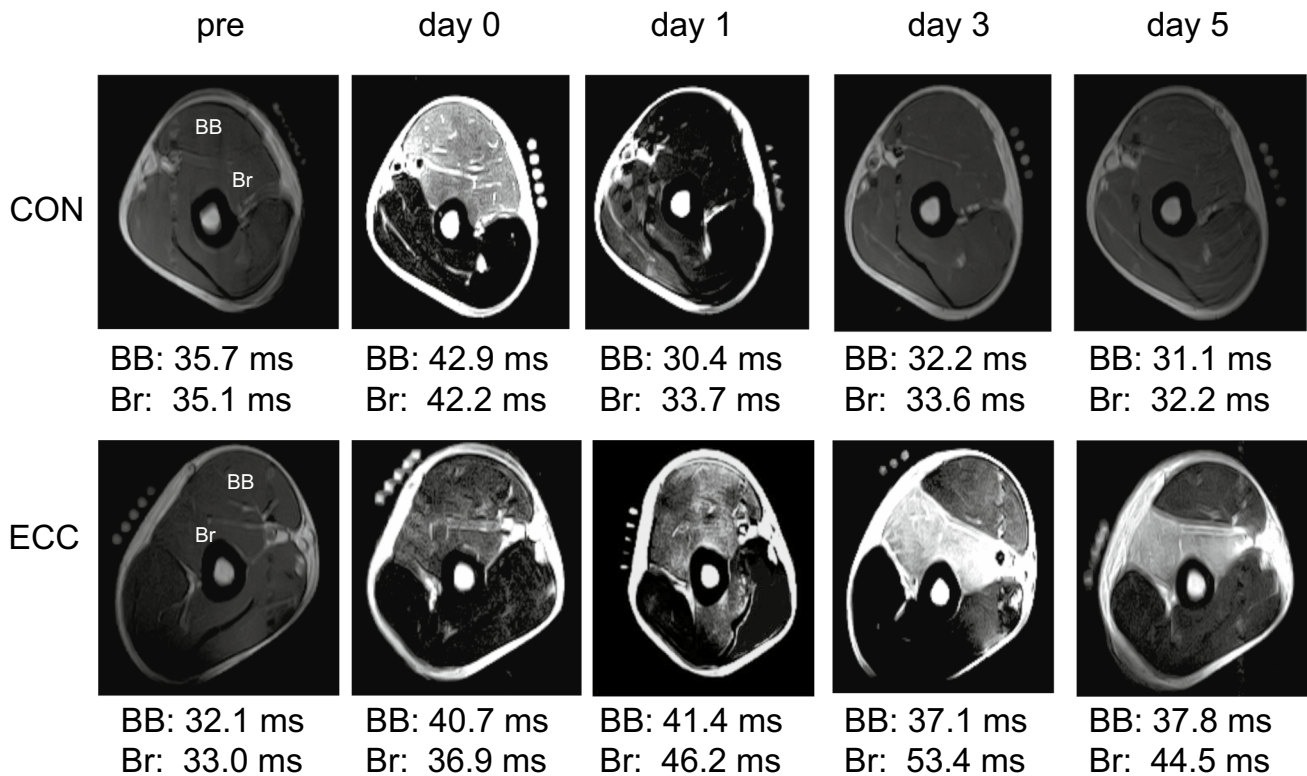 pre day 0 day 1 day 3 day 5
BB
Br
CON
BB: 35.7 ms BB: 42.9 ms BB: 30.4 ms BB: 32.2 ms BB: 31.1 ms
Br: 35.1 ms Br: 42.2 ms Br: 33.7 ms Br: 33.6 ms Br: 32.2 ms
BB
Br
ECC
BB: 32.1 ms BB: 40.7 ms BB: 41.4 ms BB: 37.1 ms BB: 37.8 ms
Br: 33.0 ms Br: 36.9 ms Br: 46.2 ms Br: 53.4 ms Br: 44.5 ms